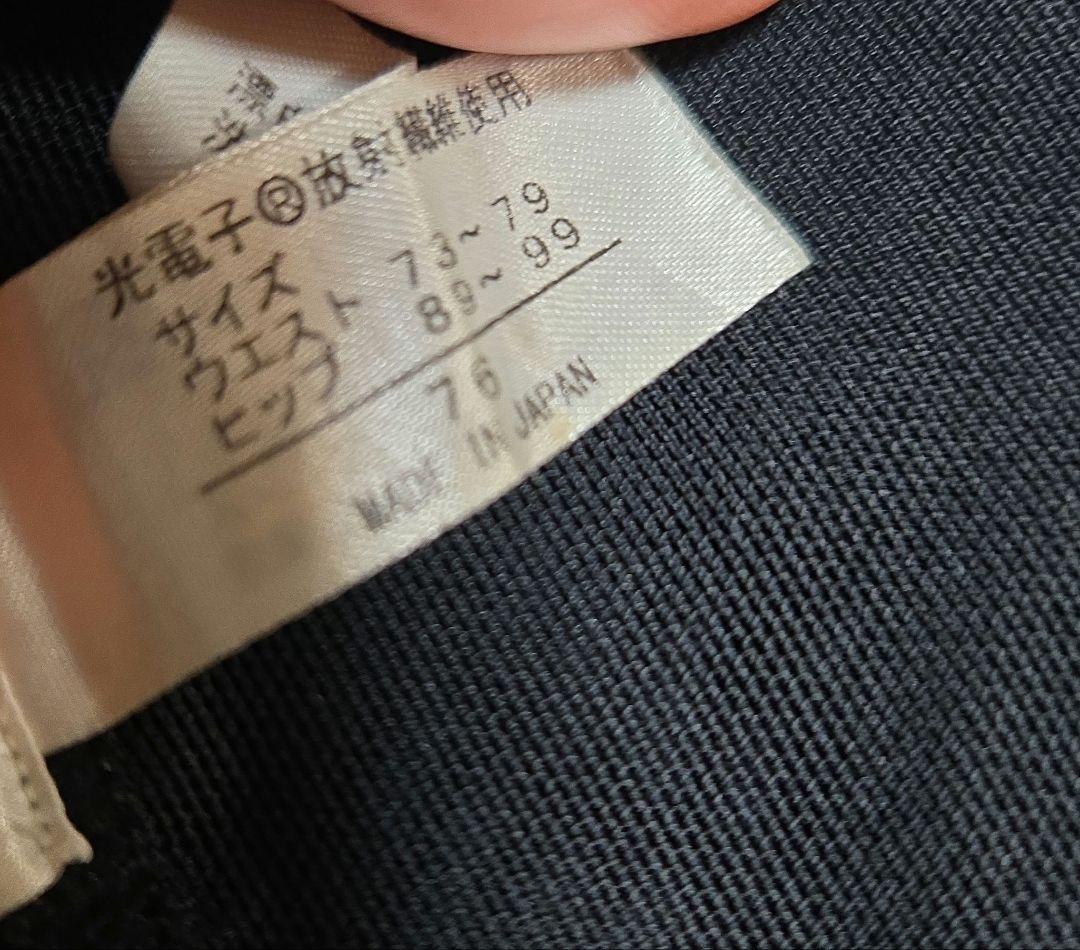 漂
光電子®放射繊維使用
サイズ
ウエスト 73~79
ヒップ 89~99
76
MADE IN JAPAN